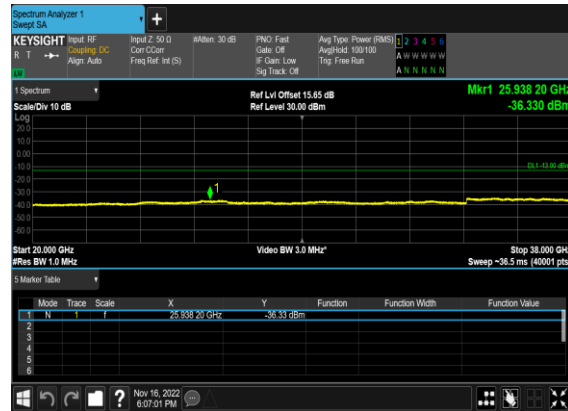 Spectrum Analyzer 1
Swept SA
+
KEYSIGHT Input: RF Input Z: 50 Ω #Atten: 30 dB PNO: Fast Avg Type: Power (RMS) 1 2 3 4 5 6
R T Coupling: DC Corr CCorr Gate: Off Avg|Hold: 100/100 A W W W W W
Align: Auto Freq Ref: Int (S) IF Gain: Low Trig: Free Run
Sig Track: Off A N N N N N
1 Spectrum Ref Lvl Offset 15.65 dB Mkr1 25.938 20 GHz
Scale/Div 10 dB Ref Level 30.00 dBm -36.330 dBm
Log
20.0
10.0
0.00
-10.0 DL1 -13.00 dBm
-20.0
-30.0 1
-40.0
-50.0
-60.0
Start 20.000 GHz Video BW 3.0 MHz* Stop 38.000 GHz
#Res BW 1.0 MHz Sweep ~36.5 ms (40001 pts)
5 Marker Table
Mode Trace Scale X Y Function Function Width Function Value
1 N 1 f 25.938 20 GHz -36.33 dBm
2
3
4
5
6
? Nov 16, 2022
6:07:01 PM